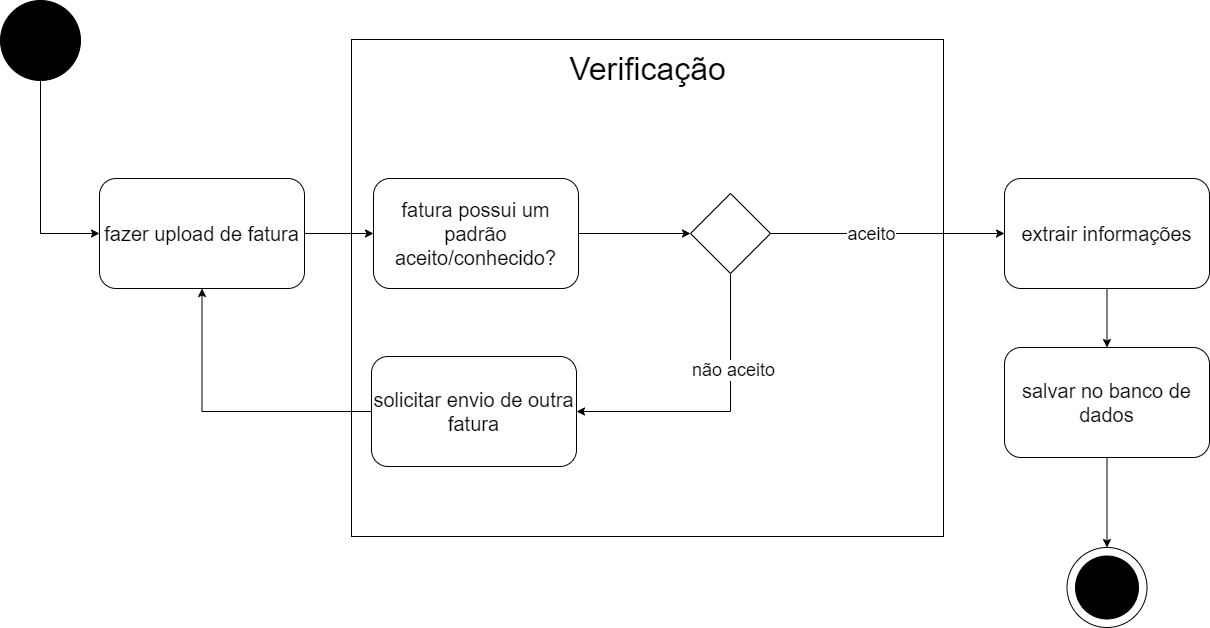 Verificação
fazer upload de fatura
fatura possui um
padrão
aceito/conhecido?
aceito
extrair informações
não aceito
solicitar envio de outra
fatura
salvar no banco de
dados